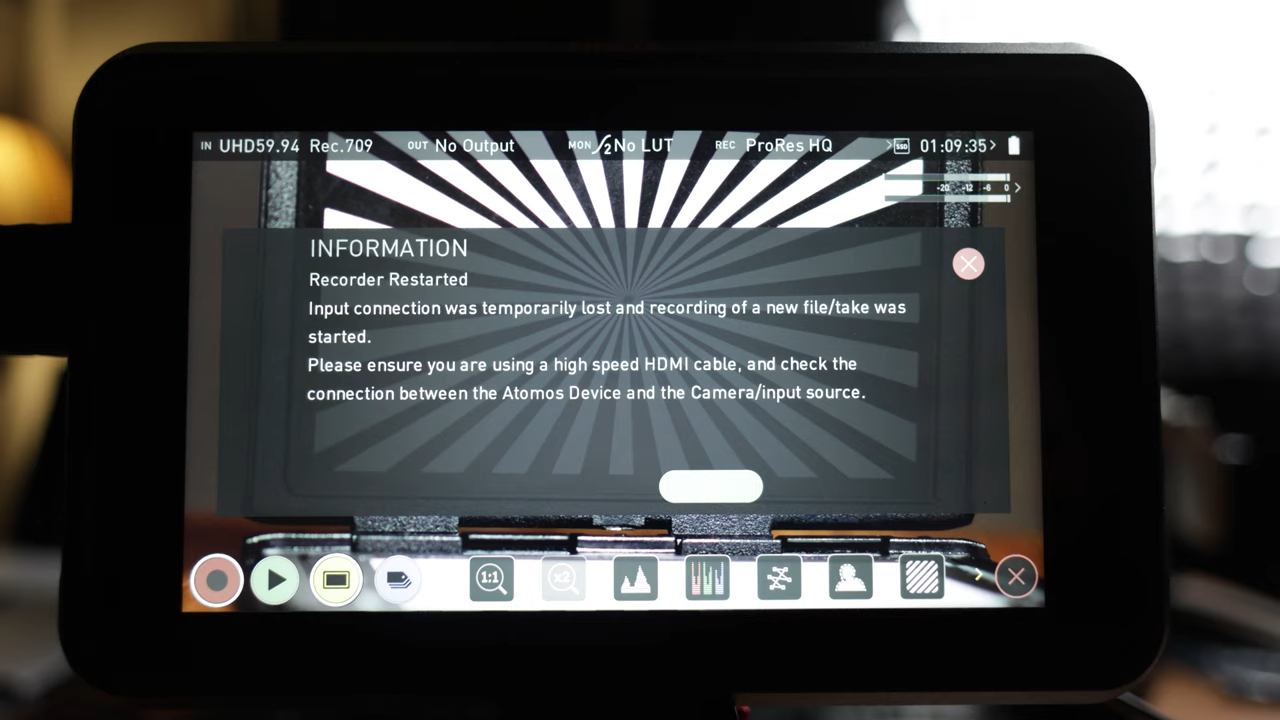 IN UHD59.94 Rec.709 OUT No Output MON No LUT REC ProRes HQ SSD 01:09:35
-20 -12 -6 0
INFORMATION
Recorder Restarted
Input connection was temporarily lost and recording of a new file/take was
started.
Please ensure you are using a high speed HDMI cable, and check the
connection between the Atomos Device and the Camera/input source.
1:1 x2